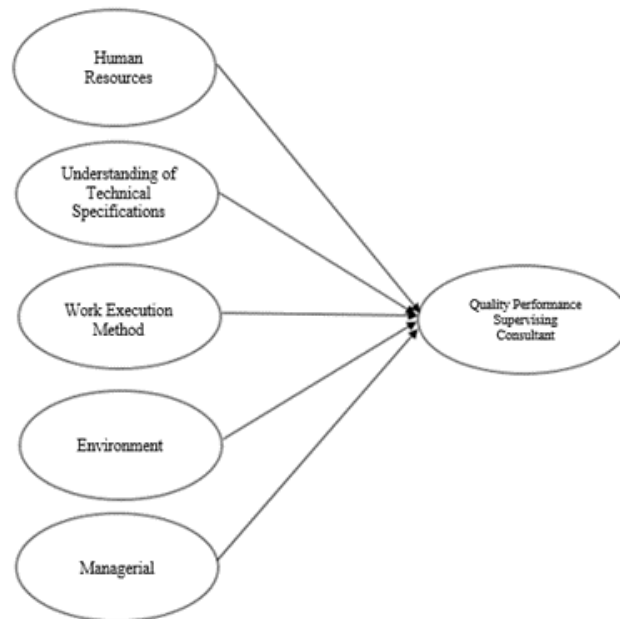 Human
Resources
Understanding of
Technical
Specifications
Work Execution
Method
Environment
Managerial
Quality Performance
Supervising
Consultant